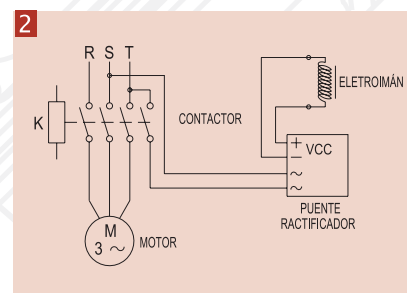 2
R S T
K
CONTACTOR
ELETROIMÁN
+ VCC
−
~
~
PUENTE
RACTIFICADOR
M
3 ~
MOTOR